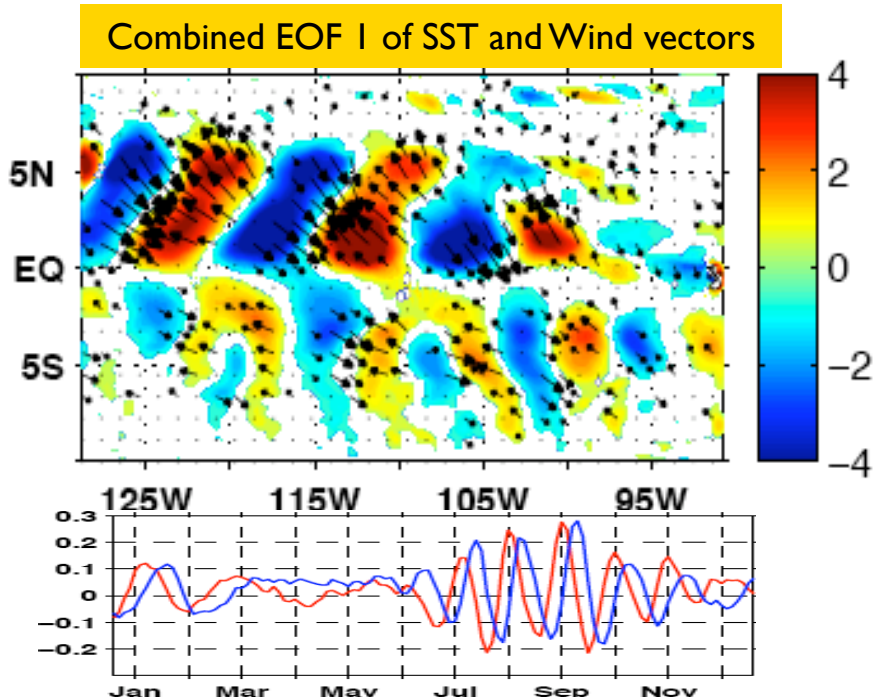 Combined EOF 1 of SST and Wind vectors
5N
EQ
5S
4
2
0
−2
−4
125W 115W 105W 95W
0.3
0.2
0.1
0
−0.1
−0.2
Jan Mar May Jul Sep Nov